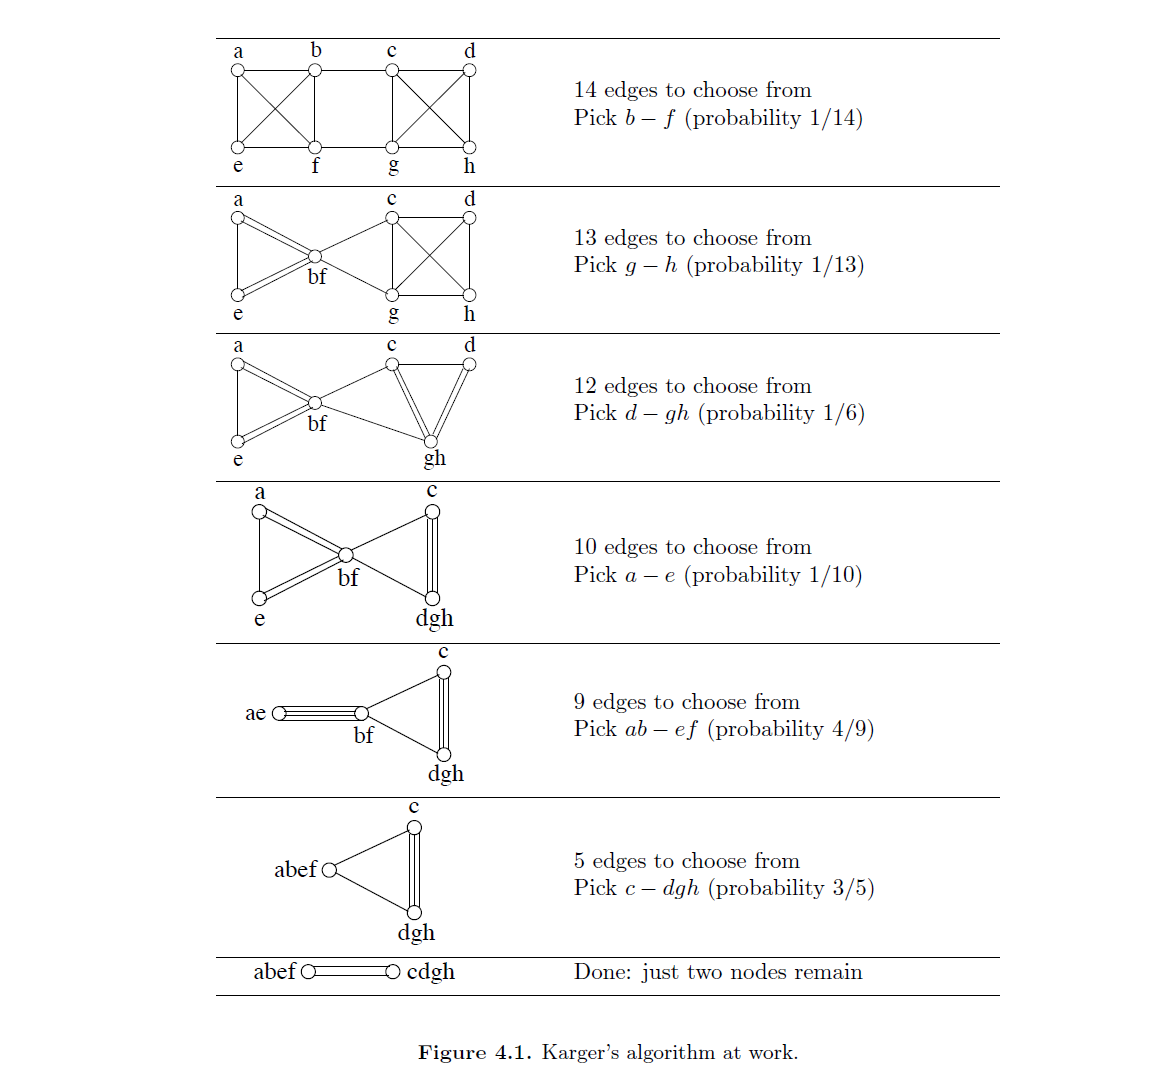 a b c d
14 edges to choose from
Pick b − f (probability 1/14)
e f g h
a c d
13 edges to choose from
Pick g − h (probability 1/13)
bf
e g h
a c d
12 edges to choose from
Pick d − gh (probability 1/6)
bf
e gh
a c
10 edges to choose from
Pick a − e (probability 1/10)
bf
e dgh
c
9 edges to choose from
ae
Pick ab − ef (probability 4/9)
bf
dgh
c
5 edges to choose from
abef
Pick c − dgh (probability 3/5)
dgh
abef cdgh Done: just two nodes remain
Figure 4.1. Karger's algorithm at work.